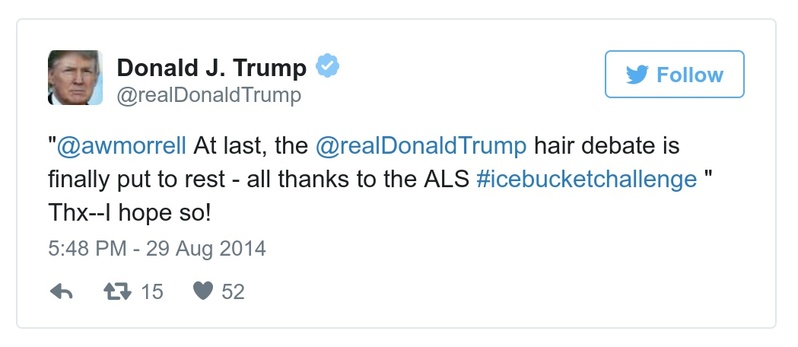 Donald J. Trump
@realDonaldTrump
Follow
"@awmorrell At last, the @realDonaldTrump hair debate is
finally put to rest - all thanks to the ALS #icebucketchallenge "
Thx--I hope so!
5:48 PM - 29 Aug 2014
15 52